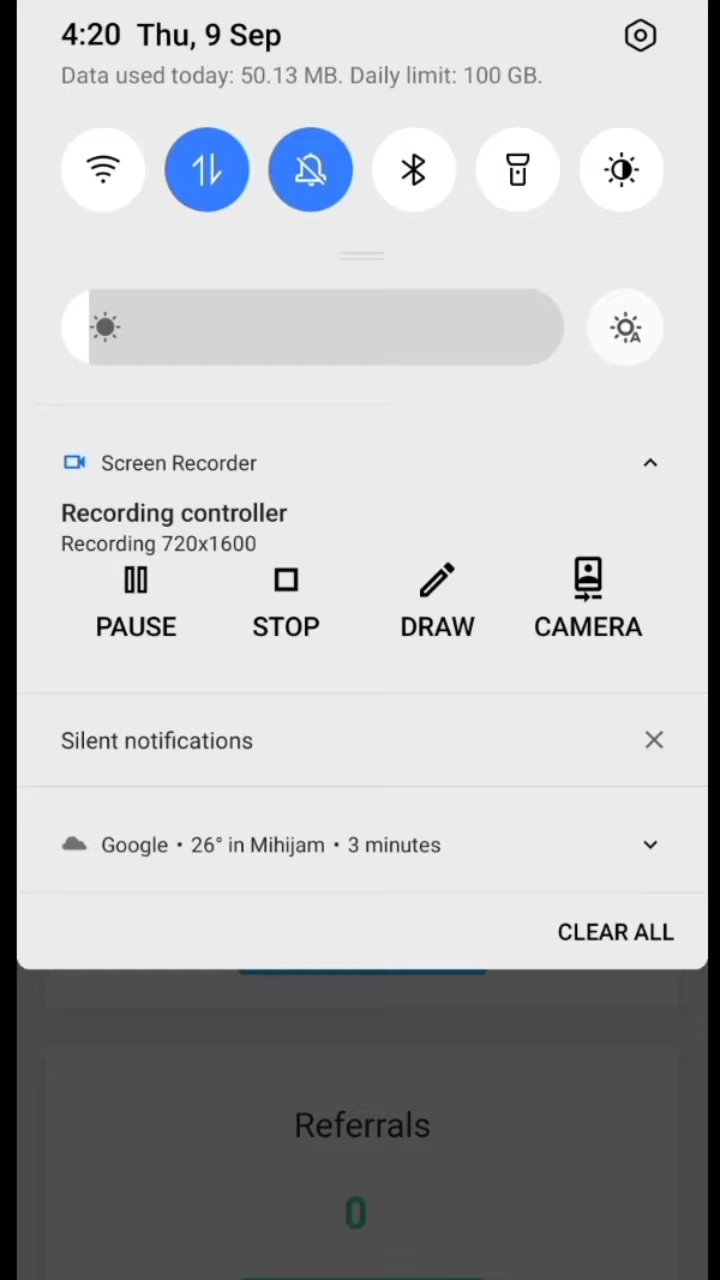 4:20 Thu, 9 Sep
Data used today: 50.13 MB. Daily limit: 100 GB.
Screen Recorder
Recording controller
Recording 720x1600
PAUSE STOP DRAW CAMERA
Silent notifications
Google • 26° in Mihijam • 3 minutes
CLEAR ALL
Referrals
0